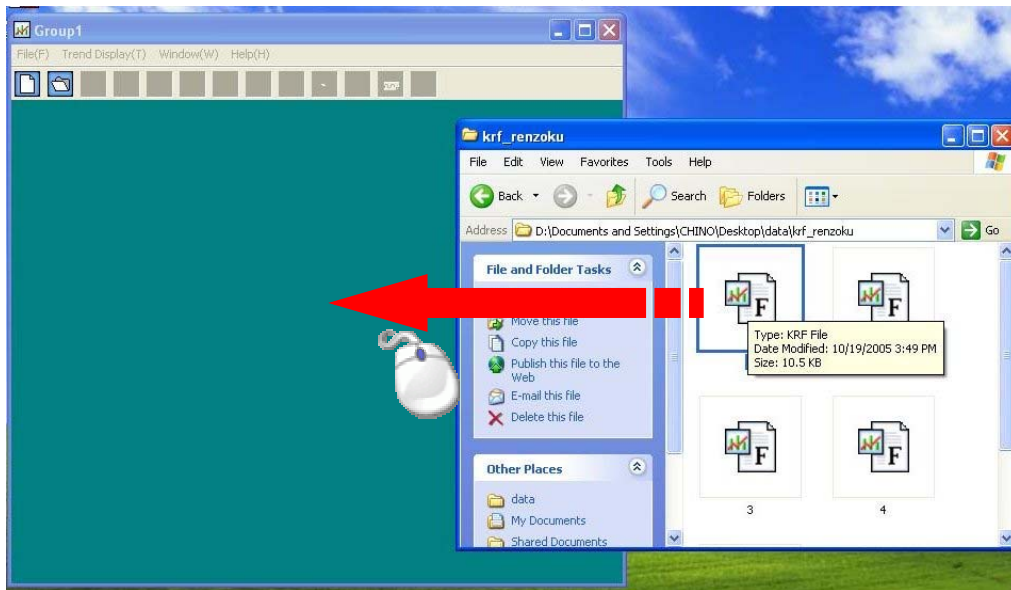 Group1
File(F) Trend Display(T) Window(W) Help(H)
krf_renzoku
File Edit View Favorites Tools Help
Back Search Folders
Address D:\Documents and Settings\CHINO\Desktop\data\krf_renzoku Go
File and Folder Tasks
Move this file
Copy this file
Publish this file to the
Web
E-mail this file
Delete this file
Other Places
data
My Documents
Shared Documents
F
F
Type: KRF File
Date Modified: 10/19/2005 3:49 PM
Size: 10.5 KB
F
F
3
4